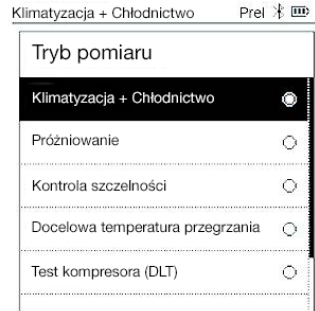 Klimatyzacja + Chłodnictwo Prel
Tryb pomiaru
Klimatyzacja + Chłodnictwo
Próżniowanie
Kontrola szczelności
Docelowa temperatura przegrzania
Test kompresora (DLT)